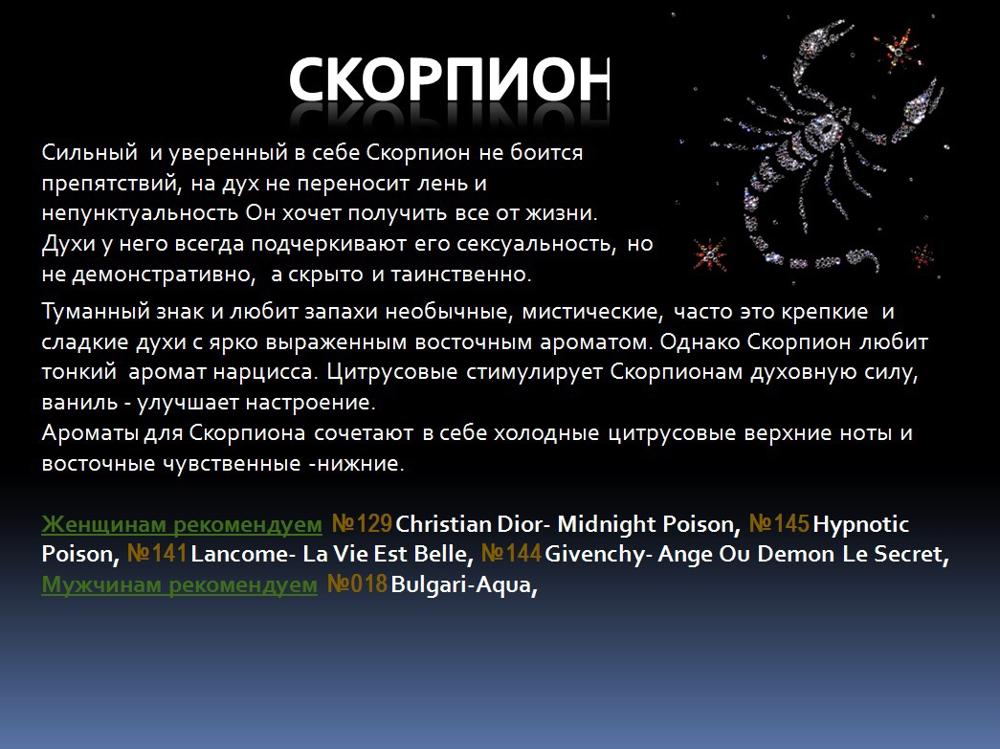 СКОРПИОН
Сильный и уверенный в себе Скорпион не боится
препятствий, на дух не переносит лень и
непунктуальность Он хочет получить все от жизни.
Духи у него всегда подчеркивают его сексуальность, но
не демонстративно, а скрыто и таинственно.
Туманный знак и любит запахи необычные, мистические, часто это крепкие и
сладкие духи с ярко выраженным восточным ароматом. Однако Скорпион любит
тонкий аромат нарцисса. Цитрусовые стимулирует Скорпионам духовную силу,
ваниль - улучшает настроение.
Ароматы для Скорпиона сочетают в себе холодные цитрусовые верхние ноты и
восточные чувственные -нижние.
Женщинам рекомендуем №129 Christian Dior- Midnight Poison, №145 Hypnotic
Poison, №141 Lancome- La Vie Est Belle, №144 Givenchy- Ange Ou Demon Le Secret,
Мужчинам рекомендуем №018 Bulgari-Aqua,